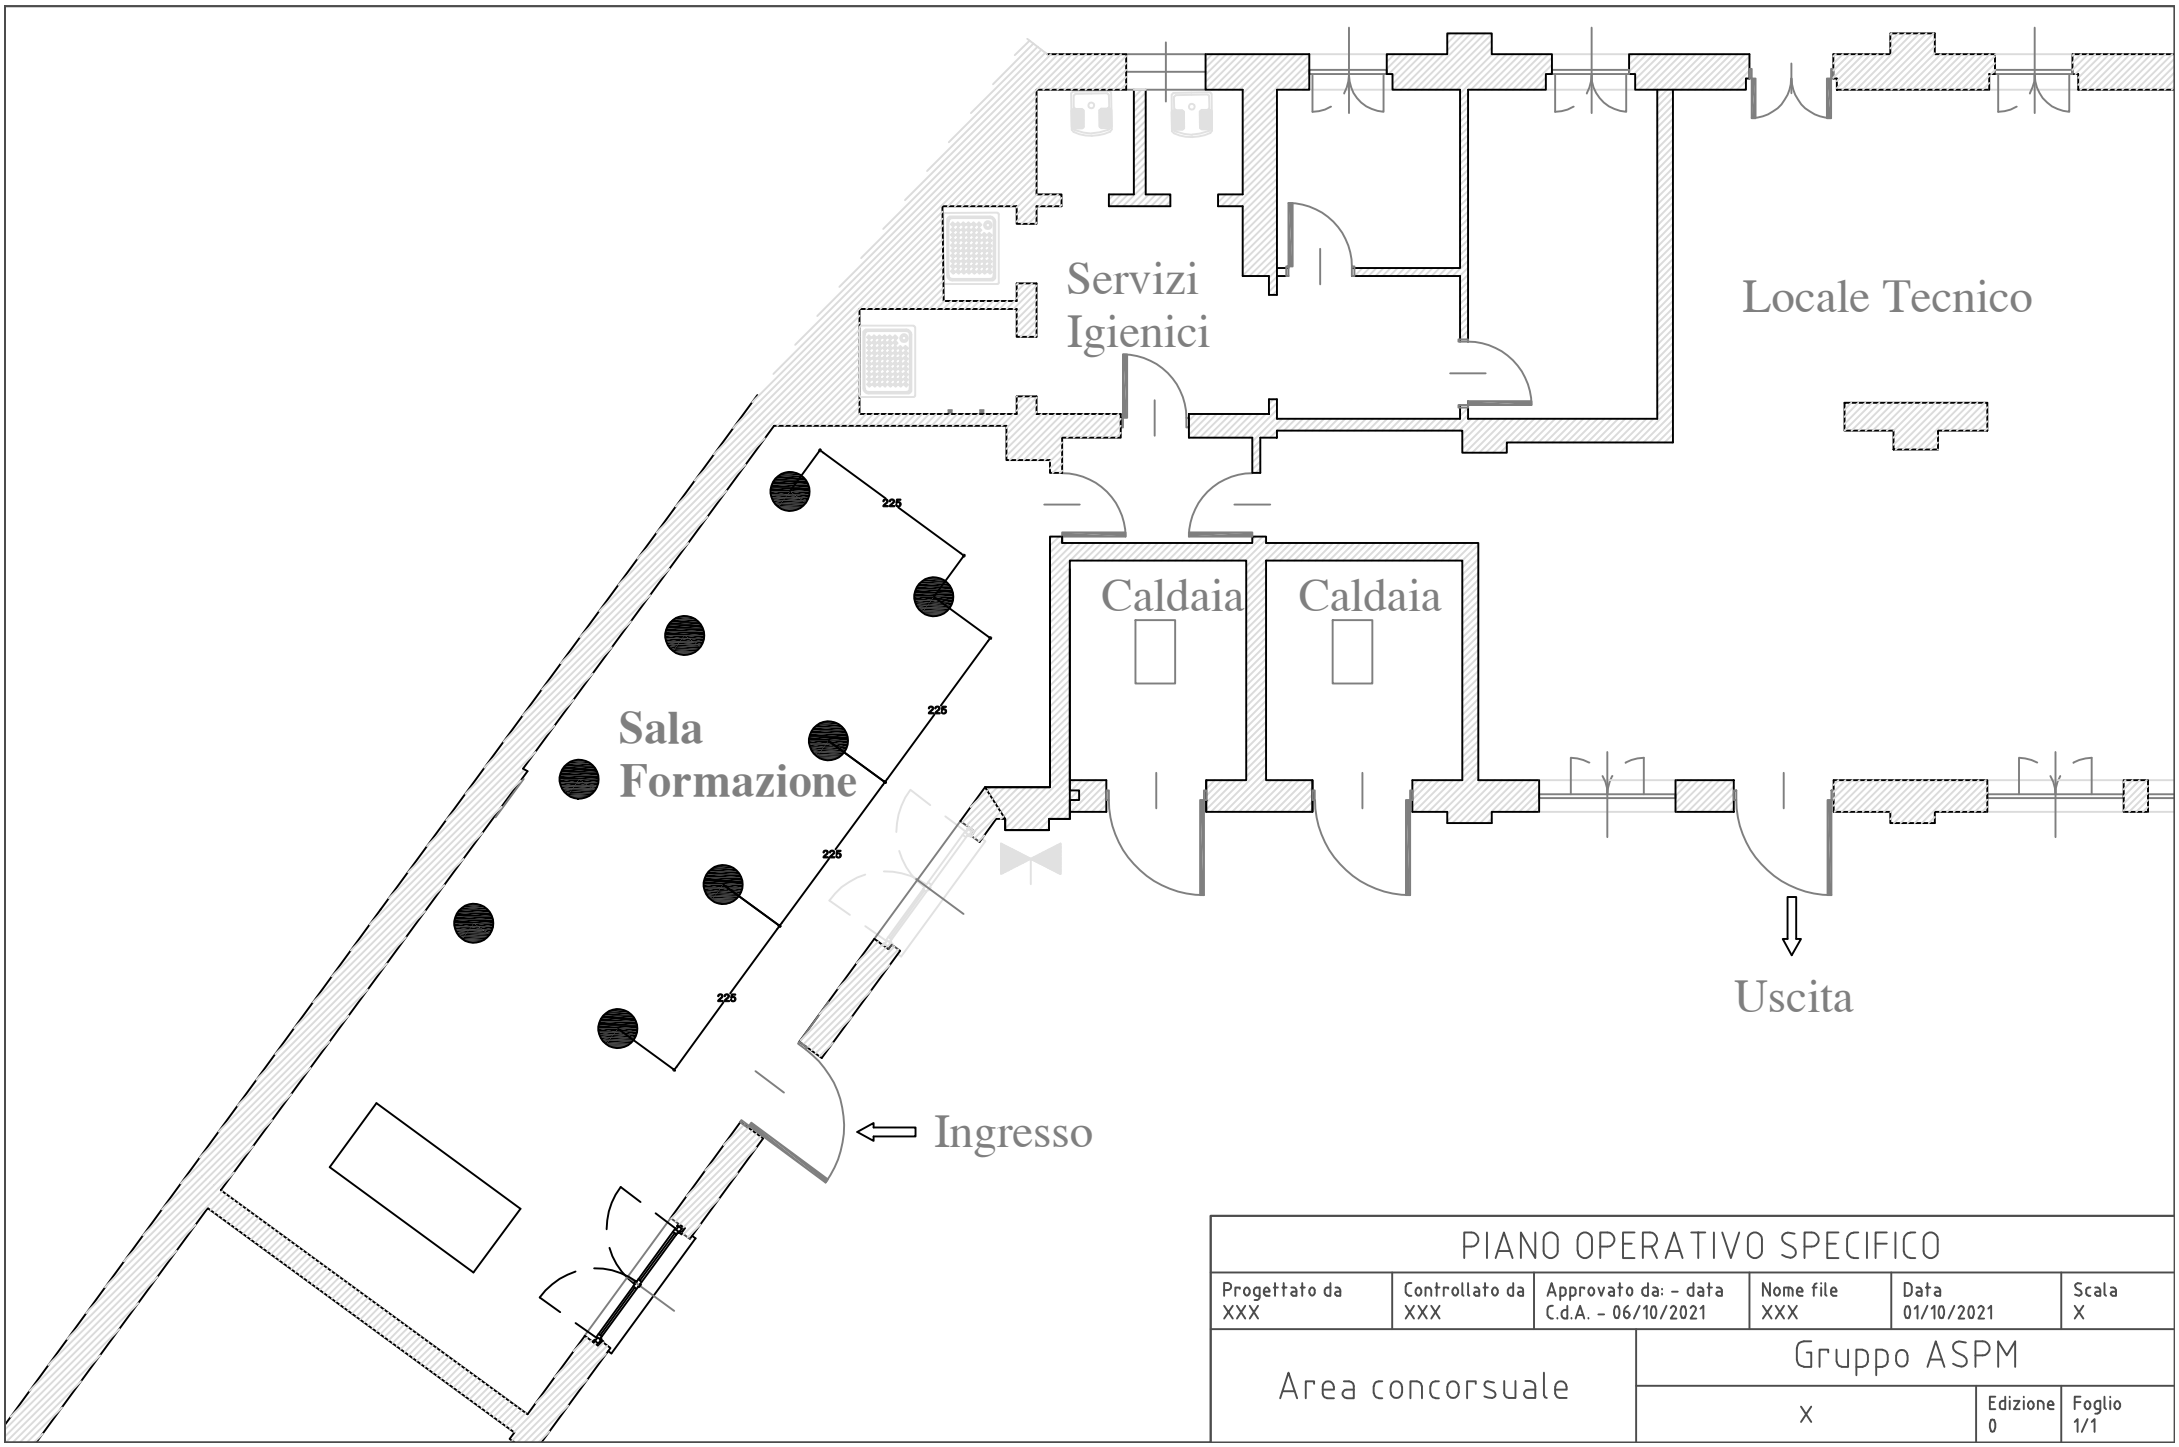 Servizi
Igienici
Locale Tecnico
225
Caldaia
Caldaia
225
Sala
Formazione
225
225
Uscita
Ingresso
PIANO OPERATIVO SPECIFICO
Progettato da
XXX
Controllato da
XXX
Approvato da: - data
C.d.A. - 06/10/2021
Nome file
XXX
Data
01/10/2021
Scala
X
Area concorsuale
Gruppo ASPM
X
Edizione
0
Foglio
1/1